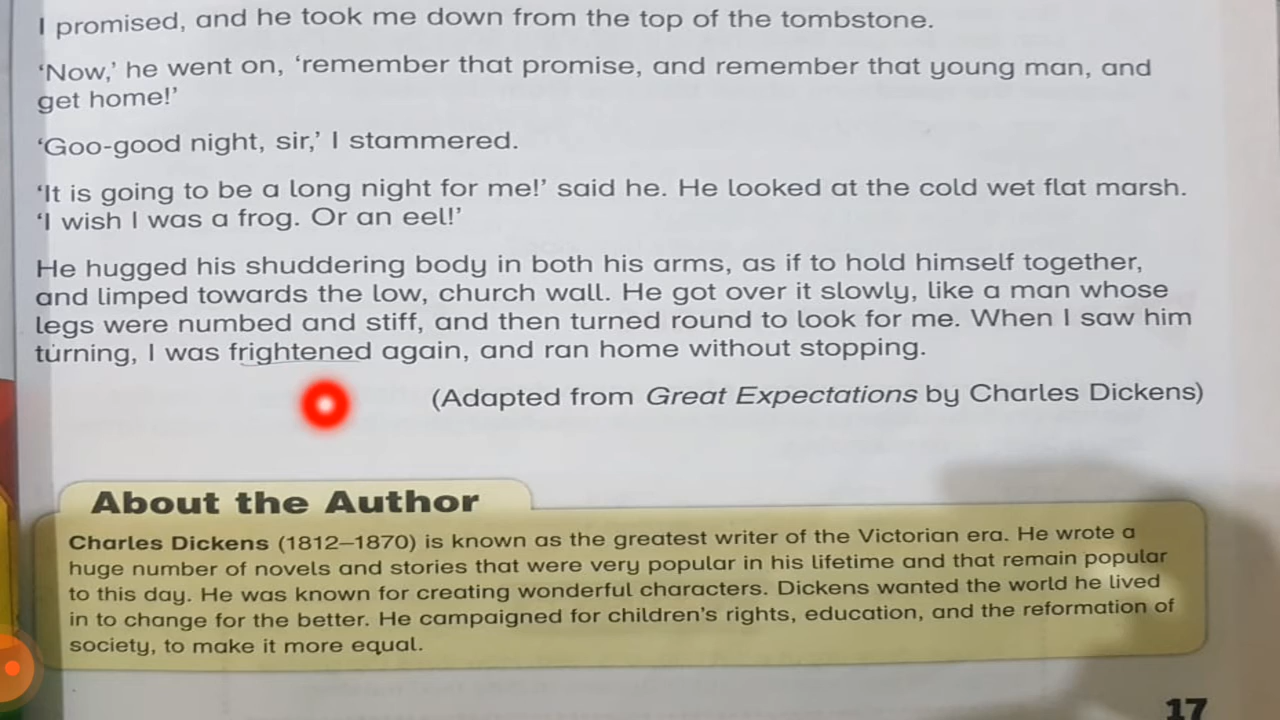 I promised, and he took me down from the top of the tombstone.
‘Now,’ he went on, ‘remember that promise, and remember that young man, and
get home!’
‘Goo-good night, sir,’ I stammered.
‘It is going to be a long night for me!’ said he. He looked at the cold wet flat marsh.
‘I wish I was a frog. Or an eel!’
He hugged his shuddering body in both his arms, as if to hold himself together,
and limped towards the low, church wall. He got over it slowly, like a man whose
legs were numbed and stiff, and then turned round to look for me. When I saw him
turning, I was frightened again, and ran home without stopping.
(Adapted from Great Expectations by Charles Dickens)
About the Author
Charles Dickens (1812–1870) is known as the greatest writer of the Victorian era. He wrote a
huge number of novels and stories that were very popular in his lifetime and that remain popular
to this day. He was known for creating wonderful characters. Dickens wanted the world he lived
in to change for the better. He campaigned for children’s rights, education, and the reformation of
society, to make it more equal.
17